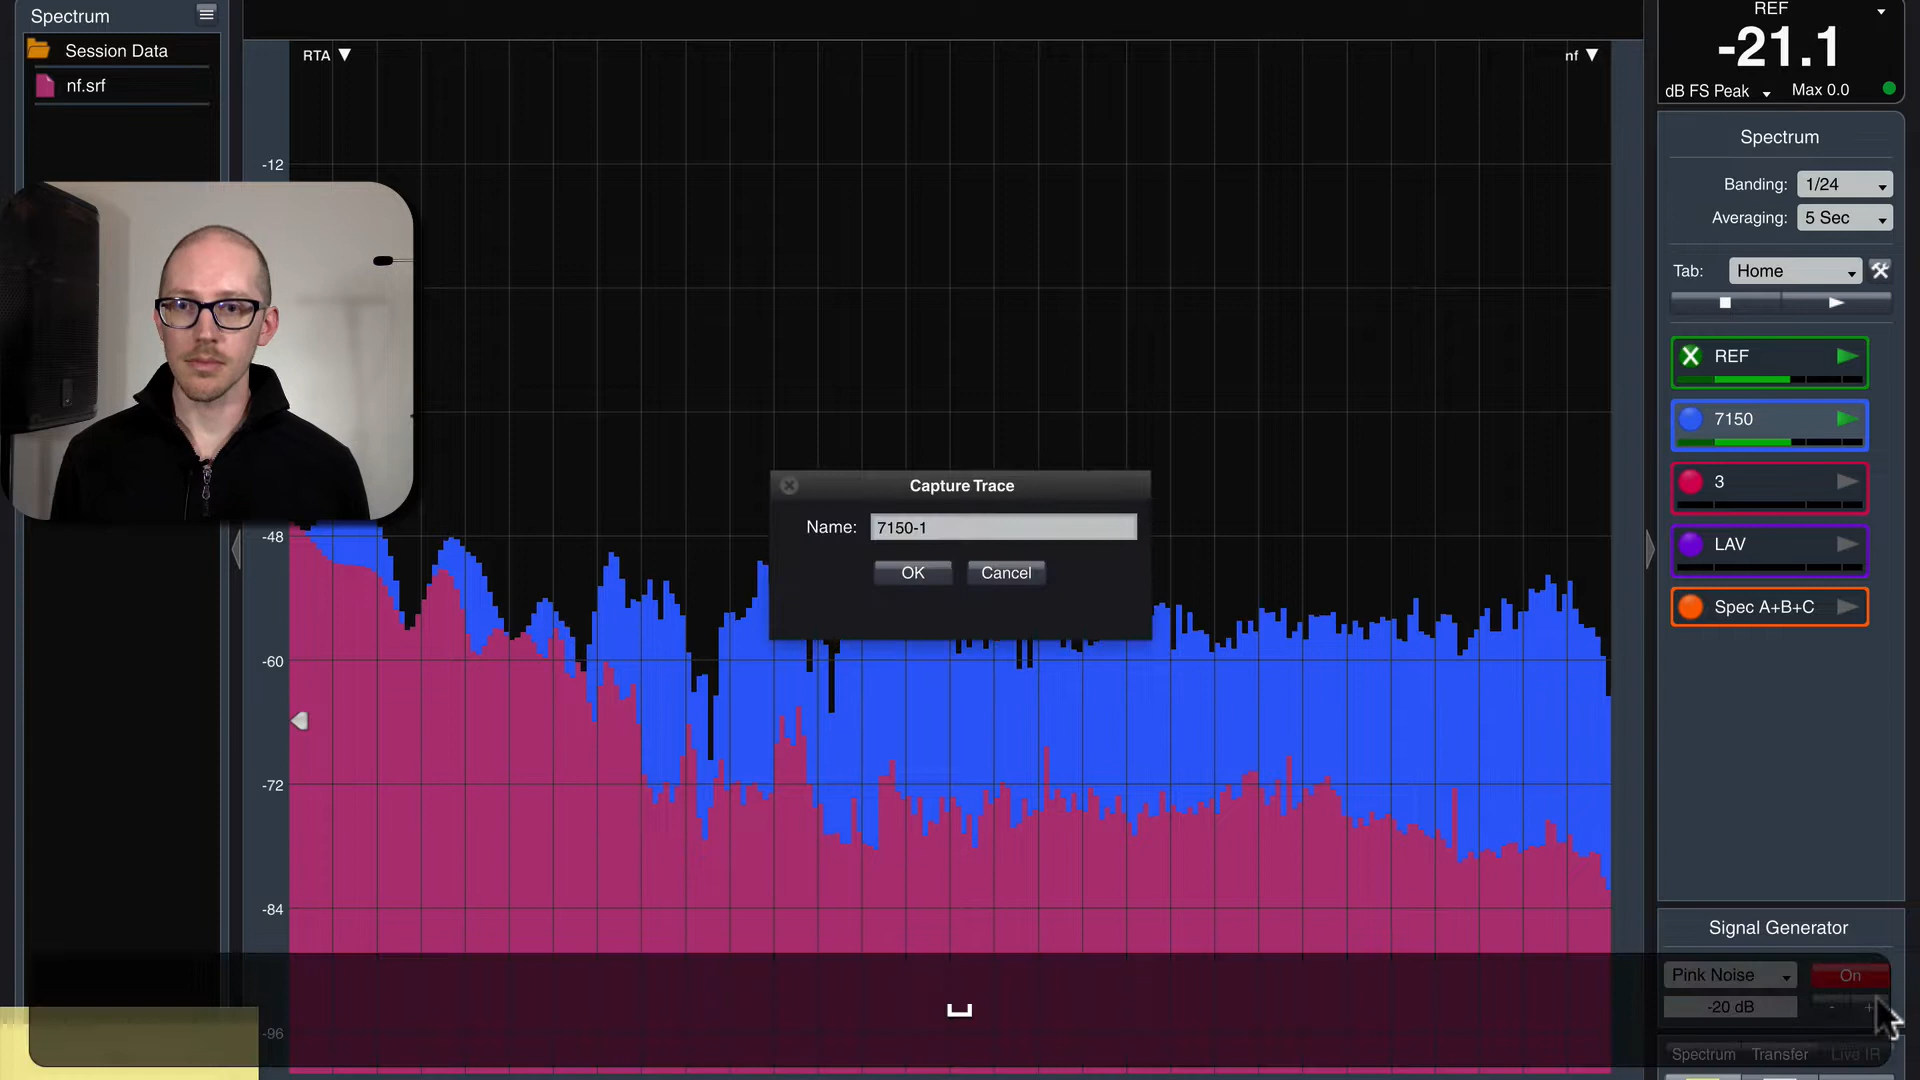 Spectrum
Session Data
nf.srf
RTA
nf
-12
-48
-60
-72
-84
-96
Capture Trace
Name: 7150-1
OK Cancel
REF
-21.1
dB FS Peak Max 0.0
Spectrum
Banding: 1/24
Averaging: 5 Sec
Tab: Home
REF
7150
3
LAV
Spec A+B+C
Signal Generator
Pink Noise On
-20 dB - +
Spectrum Transfer Live IR